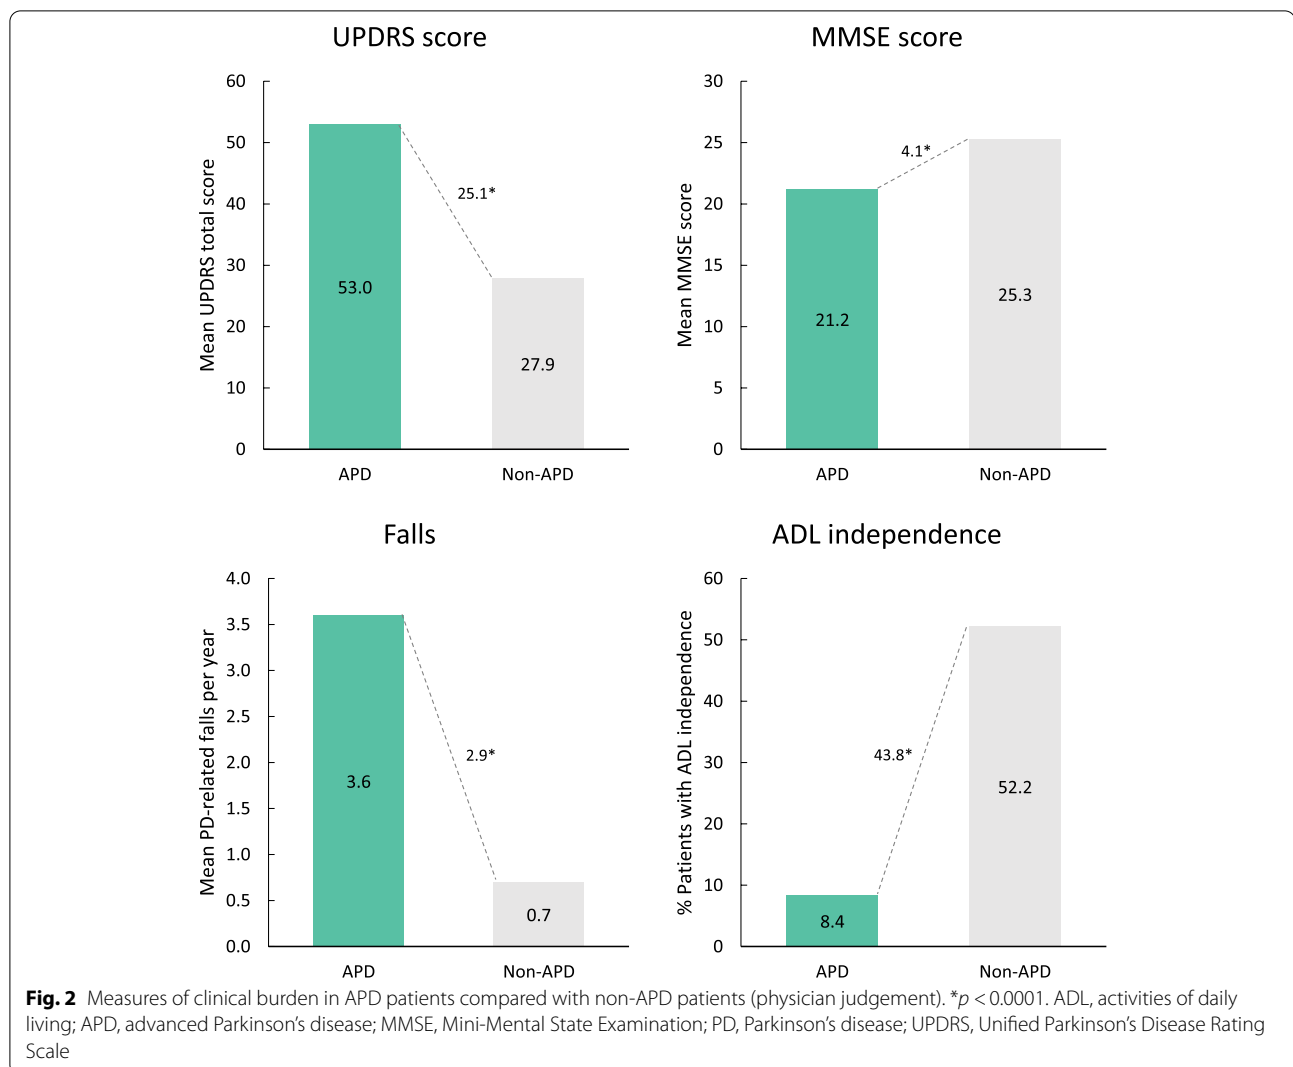 UPDRS score
Mean UPDRS total score
60
50
40
30
20
10
0
25.1*
53.0
27.9
APD
Non-APD
MMSE score
Mean MMSE score
30
25
20
15
10
5
0
4.1*
21.2
25.3
APD
Non-APD
Falls
Mean PD-related falls per year
4.0
3.5
3.0
2.5
2.0
1.5
1.0
0.5
0.0
2.9*
3.6
0.7
APD
Non-APD
ADL independence
% Patients with ADL independence
60
50
40
30
20
10
0
43.8*
8.4
52.2
APD
Non-APD
Fig. 2 Measures of clinical burden in APD patients compared with non-APD patients (physician judgement). *p < 0.0001. ADL, activities of daily
living; APD, advanced Parkinson’s disease; MMSE, Mini-Mental State Examination; PD, Parkinson’s disease; UPDRS, Unified Parkinson’s Disease Rating
Scale